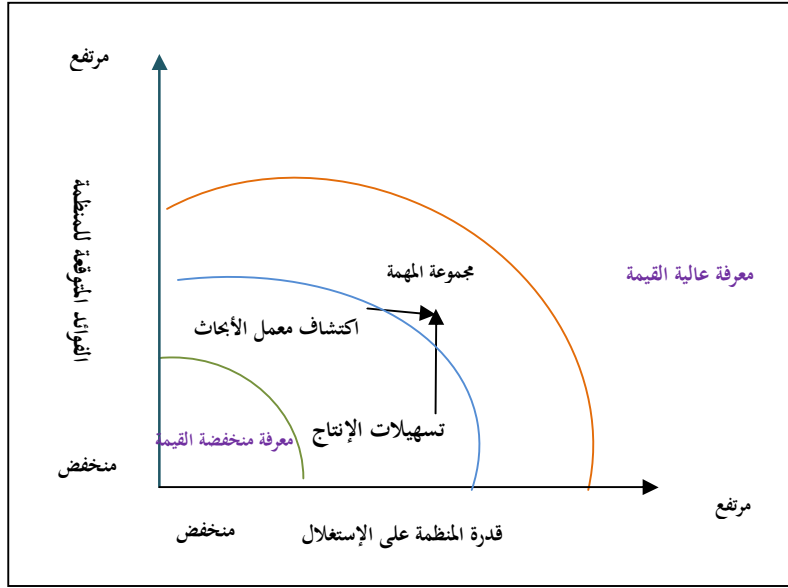 مرتفع
الفوائد المتوقعة للمنظمة
مجموعة المهمة
معرفة عالية القيمة
اكتشاف معمل الأبحاث
تسهيلات الإنتاج
معرفة منخفضة القيمة
منخفض
مرتفع
منخفض
قدرة المنظمة على الإستغلال